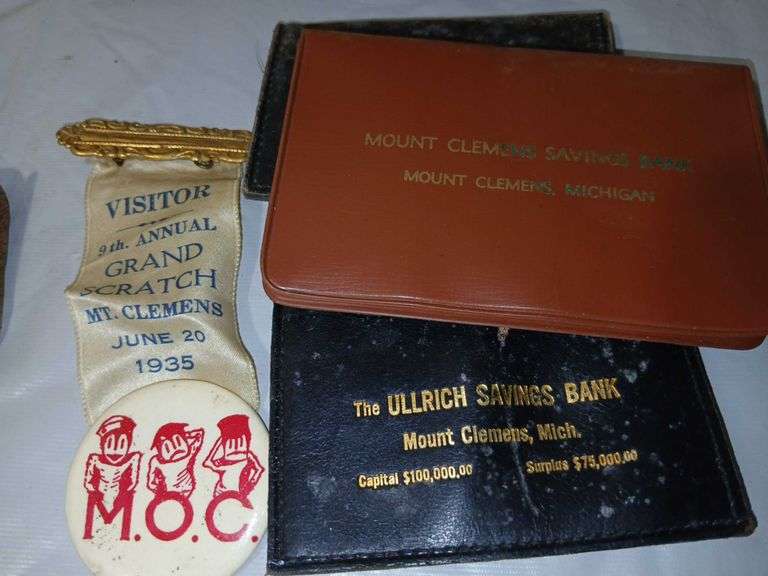 VISITOR
9th. ANNUAL
GRAND
SCRATCH
MT. CLEMENS
JUNE 20
1935
M.O.C.
MOUNT CLEMENS SAVINGS BANK
MOUNT CLEMENS, MICHIGAN
The ULLRICH SAVINGS BANK
Mount Clemens, Mich.
Capital $100,000.00 Surplus $75,000.00